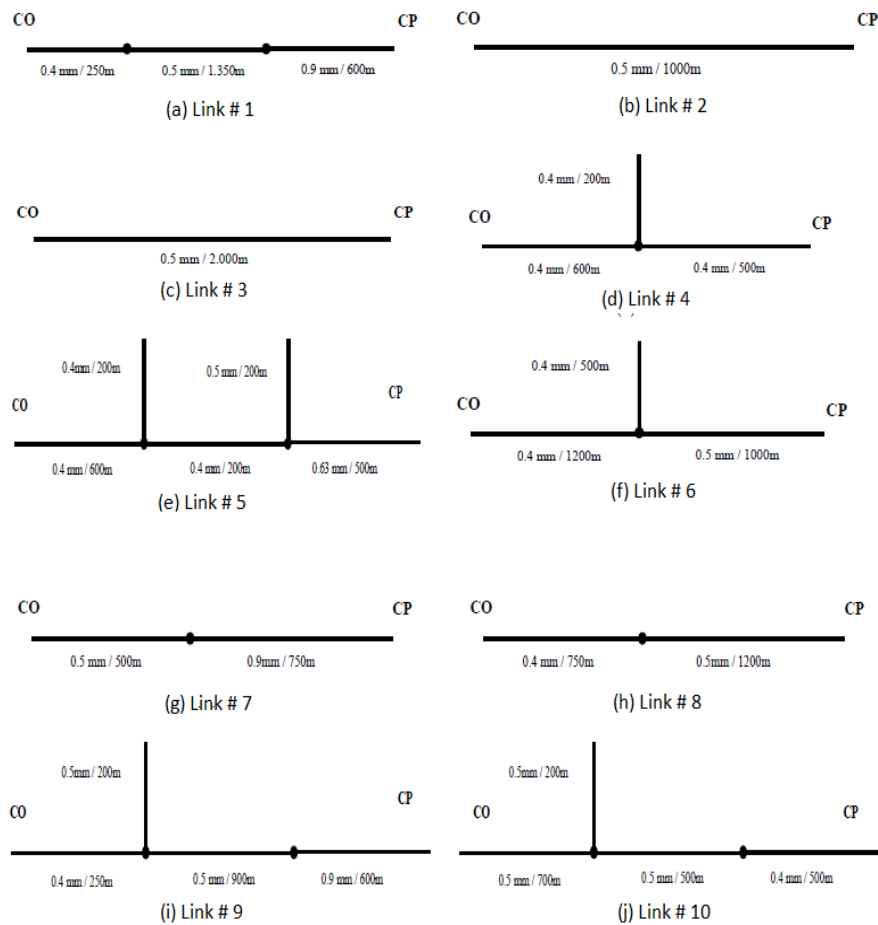 CO CP
0.4 mm / 250m 0.5 mm / 1.350m 0.9 mm / 600m
(a) Link # 1
CO CP
0.5 mm / 1000m
(b) Link # 2
CO CP
0.5 mm / 2.000m
(c) Link # 3
0.4 mm / 200m
CO CP
0.4 mm / 600m 0.4 mm / 500m
(d) Link # 4
0.4mm / 200m 0.5 mm / 200m
CO CP
0.4 mm / 600m 0.4 mm / 200m 0.63 mm / 500m
(e) Link # 5
0.4 mm / 500m
CO CP
0.4 mm / 1200m 0.5 mm / 1000m
(f) Link # 6
CO CP
0.5 mm / 500m 0.9mm / 750m
(g) Link # 7
CO CP
0.4 mm / 750m 0.5mm / 1200m
(h) Link # 8
0.5mm / 200m
CO CP
0.4 mm / 250m 0.5 mm / 900m 0.9 mm / 600m
(i) Link # 9
0.5mm / 200m
CO CP
0.5 mm / 700m 0.5 mm / 500m 0.4 mm / 500m
(j) Link # 10